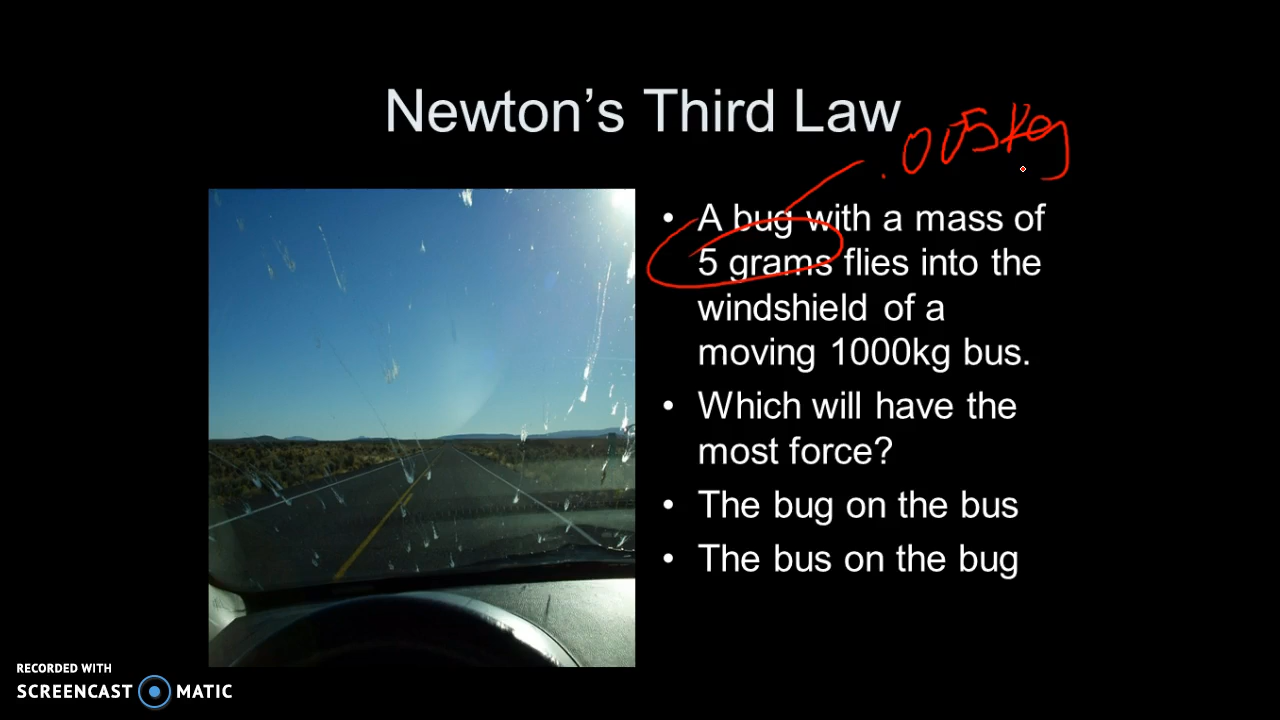 Newton’s Third Law
.005kg
• A bug with a mass of
5 grams flies into the
windshield of a
moving 1000kg bus.
• Which will have the
most force?
• The bug on the bus
• The bus on the bug
RECORDED WITH
SCREENCAST MATIC